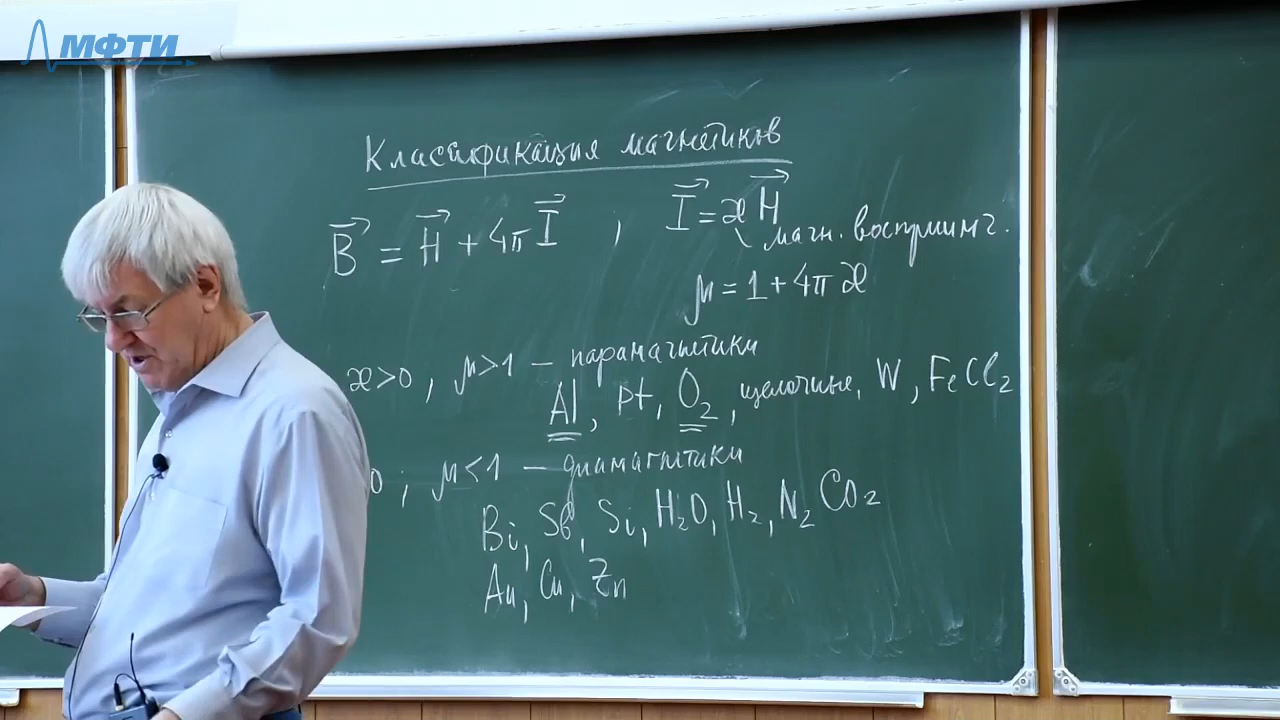 МФТИ
Классификация магнетиков
B⃗ = H⃗ + 4π I⃗ , I⃗ = æ H⃗
магн. восприимч.
μ = 1 + 4π æ
æ>0 , μ>1 — парамагнетики
Al, Pt, O₂, щелочные, W, FeCl₂
0 ; μ<1 — диамагнетики
Bi, Sb, Si, H₂O, H₂, N₂ CO₂
Au, Cu, Zn